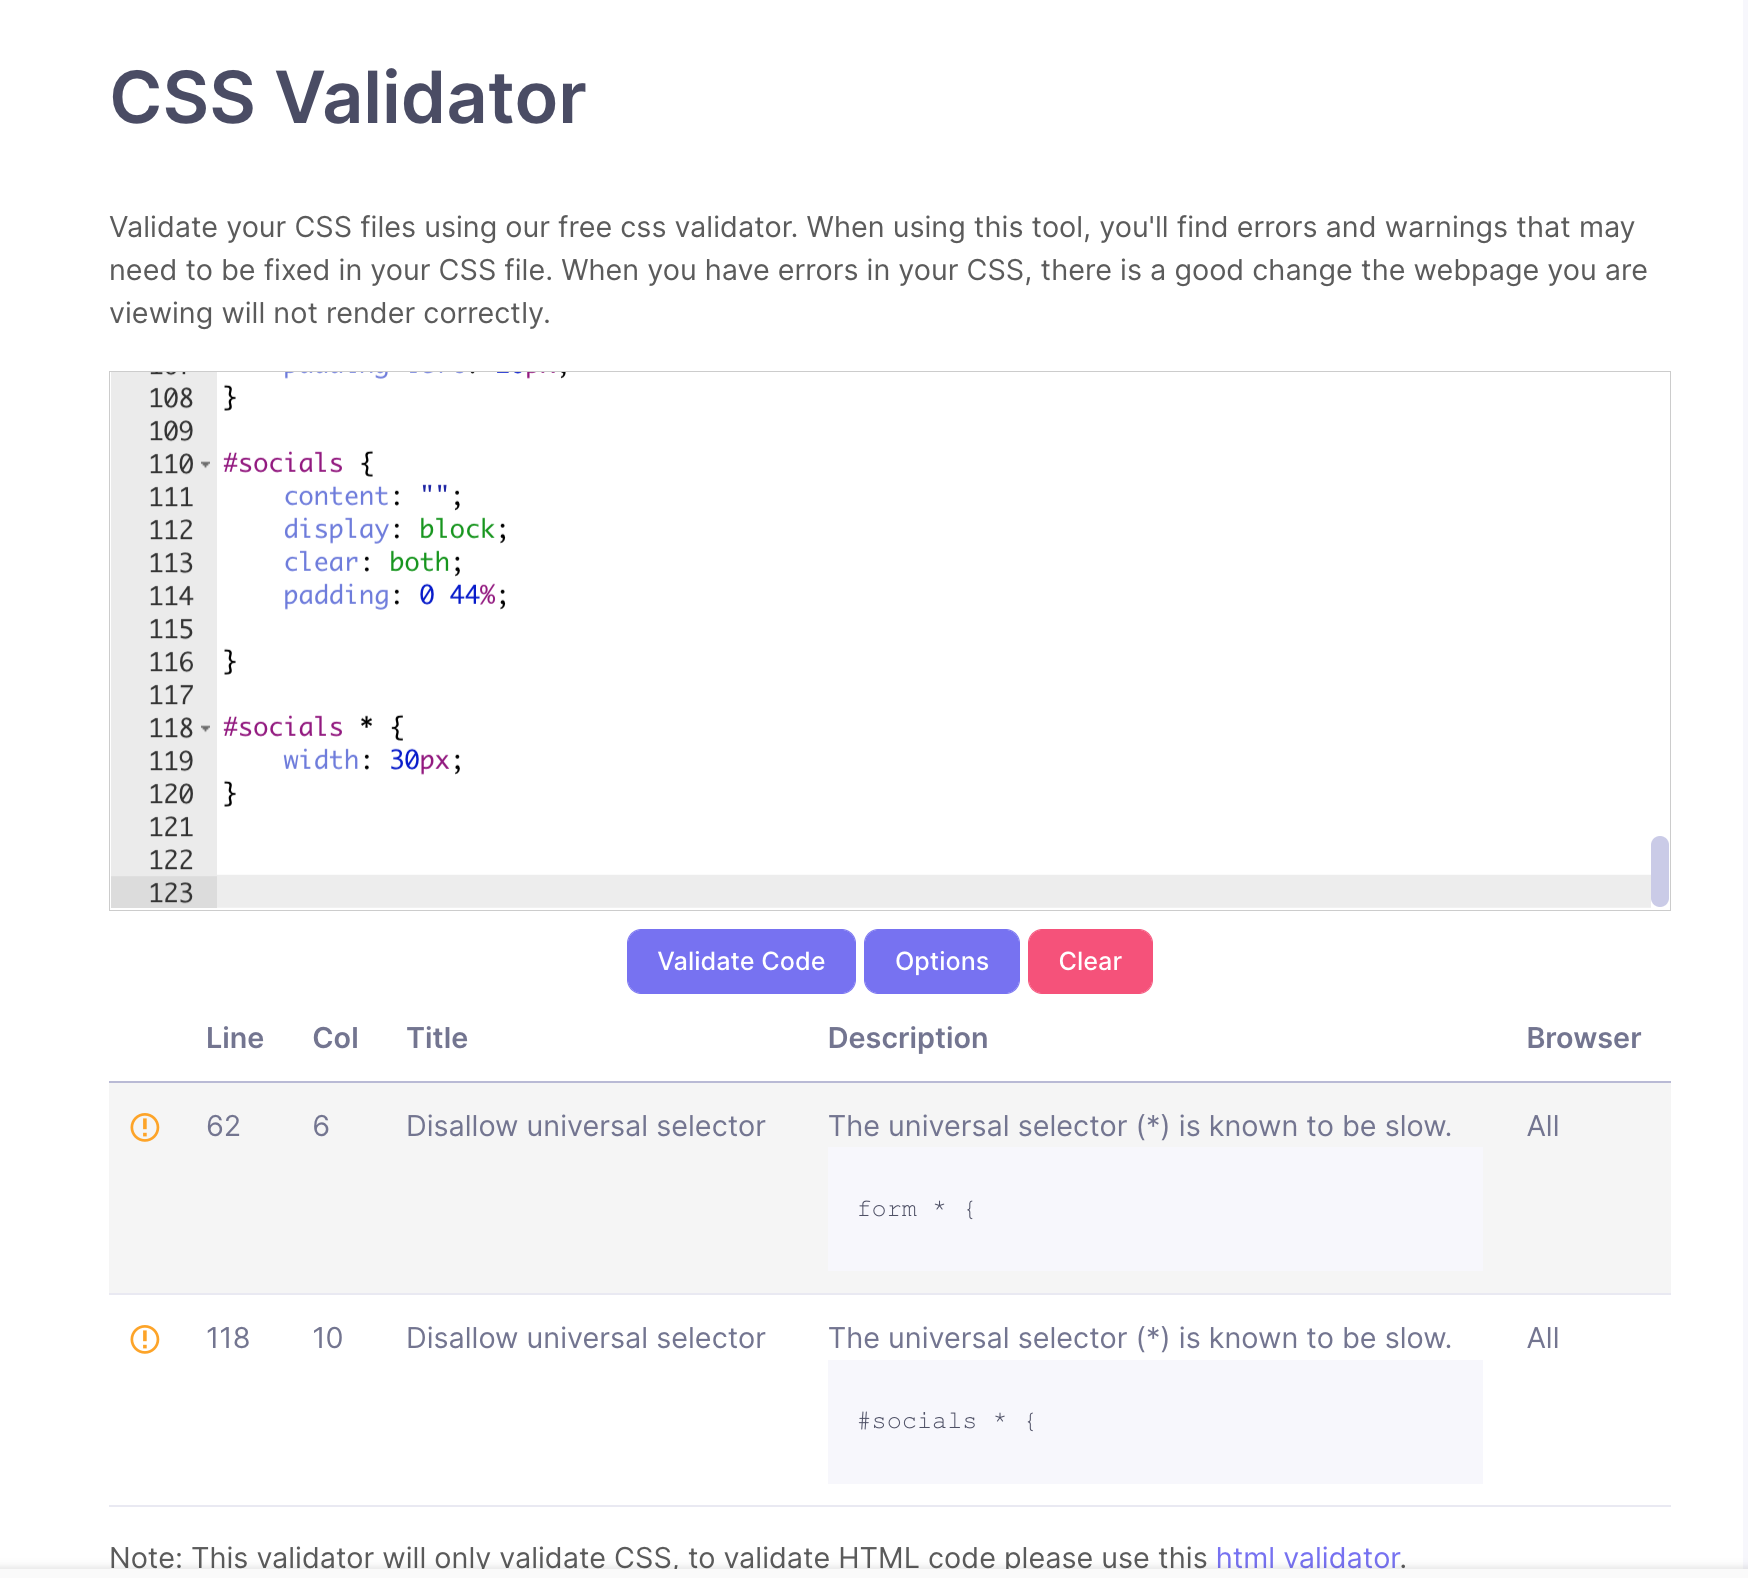 CSS Validator
Validate your CSS files using our free css validator. When using this tool, you'll find errors and warnings that may
need to be fixed in your CSS file. When you have errors in your CSS, there is a good change the webpage you are
viewing will not render correctly.
108 }
109
110 #socials {
111     content: "";
112     display: block;
113     clear: both;
114     padding: 0 44%;
115
116 }
117
118 #socials * {
119     width: 30px;
120 }
121
122
123
Validate Code Options Clear
Line Col Title Description Browser
62 6 Disallow universal selector The universal selector (*) is known to be slow. All
form * {
118 10 Disallow universal selector The universal selector (*) is known to be slow. All
#socials * {
Note: This validator will only validate CSS, to validate HTML code please use this html validator.